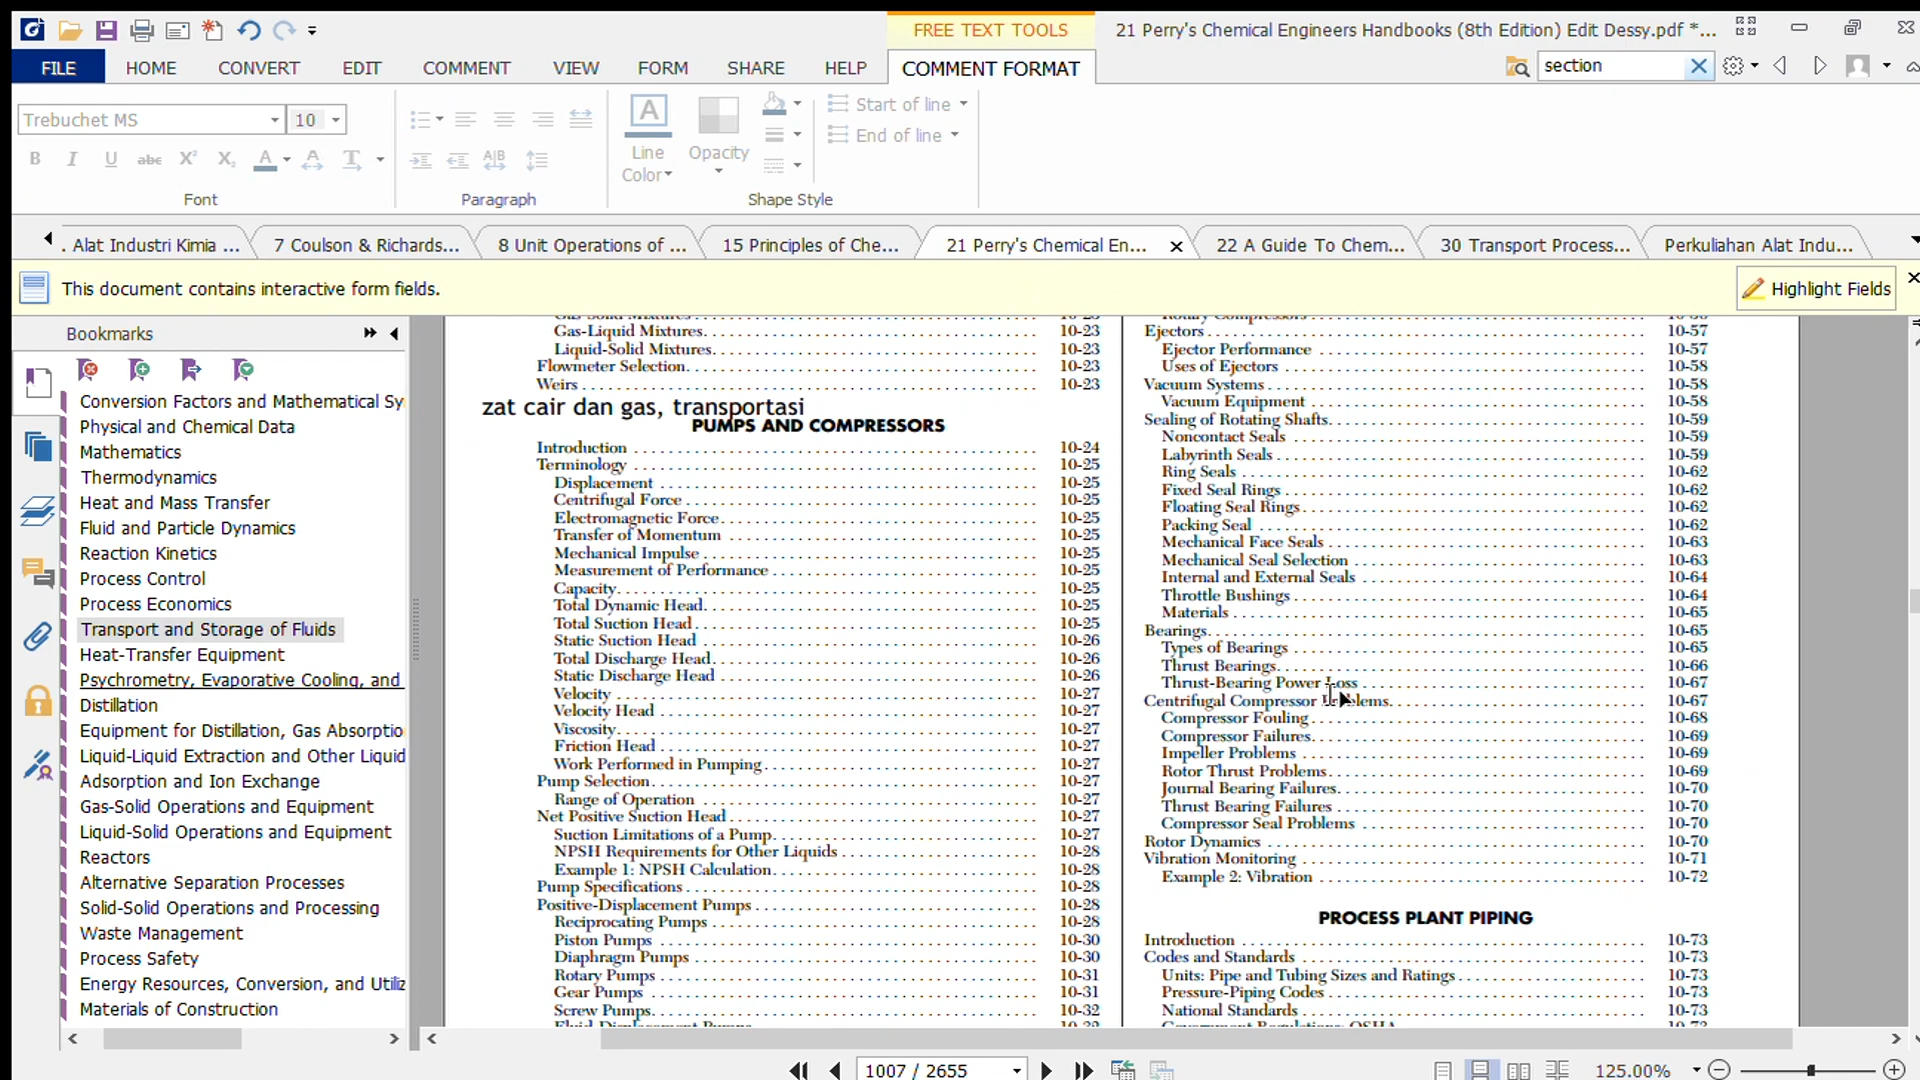 FREE TEXT TOOLS
21 Perry's Chemical Engineers Handbooks (8th Edition) Edit Dessy.pdf *...
FILE HOME CONVERT EDIT COMMENT VIEW FORM SHARE HELP COMMENT FORMAT
section
Trebuchet MS 10
Start of line
End of line
B I U abc X² X₂ A A T
Line Color
Opacity
Font Paragraph Shape Style
. Alat Industri Kimia ...
7 Coulson & Richards...
8 Unit Operations of ...
15 Principles of Che...
21 Perry's Chemical En...
22 A Guide To Chem...
30 Transport Process...
Perkuliahan Alat Indu...
This document contains interactive form fields.
Highlight Fields
Bookmarks
Conversion Factors and Mathematical Sy
Physical and Chemical Data
Mathematics
Thermodynamics
Heat and Mass Transfer
Fluid and Particle Dynamics
Reaction Kinetics
Process Control
Process Economics
Transport and Storage of Fluids
Heat-Transfer Equipment
Psychrometry, Evaporative Cooling, and
Distillation
Equipment for Distillation, Gas Absorptio
Liquid-Liquid Extraction and Other Liquid
Adsorption and Ion Exchange
Gas-Solid Operations and Equipment
Liquid-Solid Operations and Equipment
Reactors
Alternative Separation Processes
Solid-Solid Operations and Processing
Waste Management
Process Safety
Energy Resources, Conversion, and Utiliz
Materials of Construction
Gas-Liquid Mixtures 10-23
Liquid-Solid Mixtures 10-23
Flowmeter Selection 10-23
Weirs 10-23
zat cair dan gas, transportasi
PUMPS AND COMPRESSORS
Introduction 10-24
Terminology 10-25
Displacement 10-25
Centrifugal Force 10-25
Electromagnetic Force 10-25
Transfer of Momentum 10-25
Mechanical Impulse 10-25
Measurement of Performance 10-25
Capacity 10-25
Total Dynamic Head 10-25
Total Suction Head 10-25
Static Suction Head 10-26
Total Discharge Head 10-26
Static Discharge Head 10-26
Velocity 10-27
Velocity Head 10-27
Viscosity 10-27
Friction Head 10-27
Work Performed in Pumping 10-27
Pump Selection 10-27
Range of Operation 10-27
Net Positive Suction Head 10-27
Suction Limitations of a Pump 10-27
NPSH Requirements for Other Liquids 10-28
Example 1: NPSH Calculation 10-28
Pump Specifications 10-28
Positive-Displacement Pumps 10-28
Reciprocating Pumps 10-28
Piston Pumps 10-30
Diaphragm Pumps 10-30
Rotary Pumps 10-31
Gear Pumps 10-31
Screw Pumps 10-32
Ejectors 10-57
Ejector Performance 10-57
Uses of Ejectors 10-58
Vacuum Systems 10-58
Vacuum Equipment 10-58
Sealing of Rotating Shafts 10-59
Noncontact Seals 10-59
Labyrinth Seals 10-59
Ring Seals 10-62
Fixed Seal Rings 10-62
Floating Seal Rings 10-62
Packing Seal 10-62
Mechanical Face Seals 10-63
Mechanical Seal Selection 10-63
Internal and External Seals 10-64
Throttle Bushings 10-64
Materials 10-65
Bearings 10-65
Types of Bearings 10-65
Thrust Bearings 10-66
Thrust-Bearing Power Loss 10-67
Centrifugal Compressor Problems 10-67
Compressor Fouling 10-68
Compressor Failures 10-69
Impeller Problems 10-69
Rotor Thrust Problems 10-69
Journal Bearing Failures 10-70
Thrust Bearing Failures 10-70
Compressor Seal Problems 10-70
Rotor Dynamics 10-70
Vibration Monitoring 10-71
Example 2: Vibration 10-72
PROCESS PLANT PIPING
Introduction 10-73
Codes and Standards 10-73
Units: Pipe and Tubing Sizes and Ratings 10-73
Pressure-Piping Codes 10-73
National Standards 10-73
1007 / 2655
125.00%